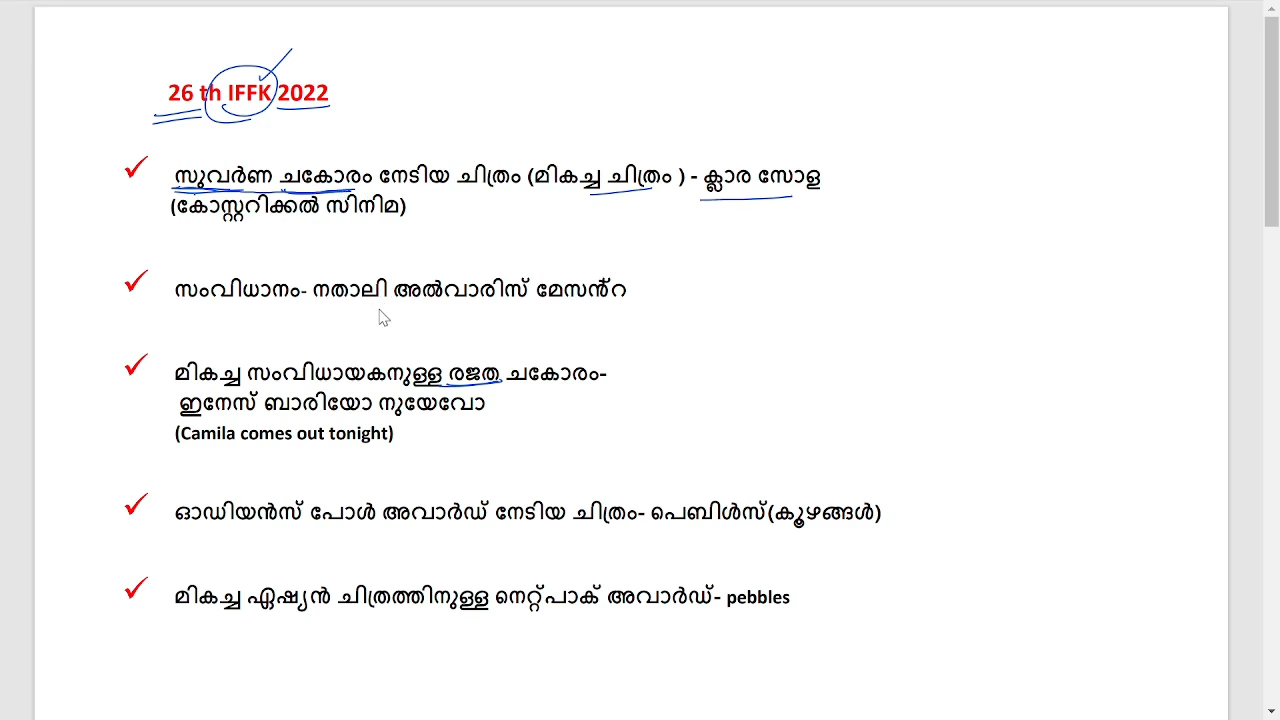 26 th IFFK 2022
സുവർണ ചകോരം നേടിയ ചിത്രം (മികച്ച ചിത്രം ) - ക്ലാര സോള
(കോസ്റ്ററിക്കൽ സിനിമ)
സംവിധാനം- നതാലി അൽവാരിസ് മേസൻ്റ
മികച്ച സംവിധായകനുള്ള രജത ചകോരം-
ഇനേസ് ബാരിയോ നുയേവോ
(Camila comes out tonight)
ഓഡിയൻസ് പോൾ അവാർഡ് നേടിയ ചിത്രം- പെബിൾസ്(കൂഴങ്ങൾ)
മികച്ച ഏഷ്യൻ ചിത്രത്തിനുള്ള നെറ്റ്പാക് അവാർഡ്- pebbles